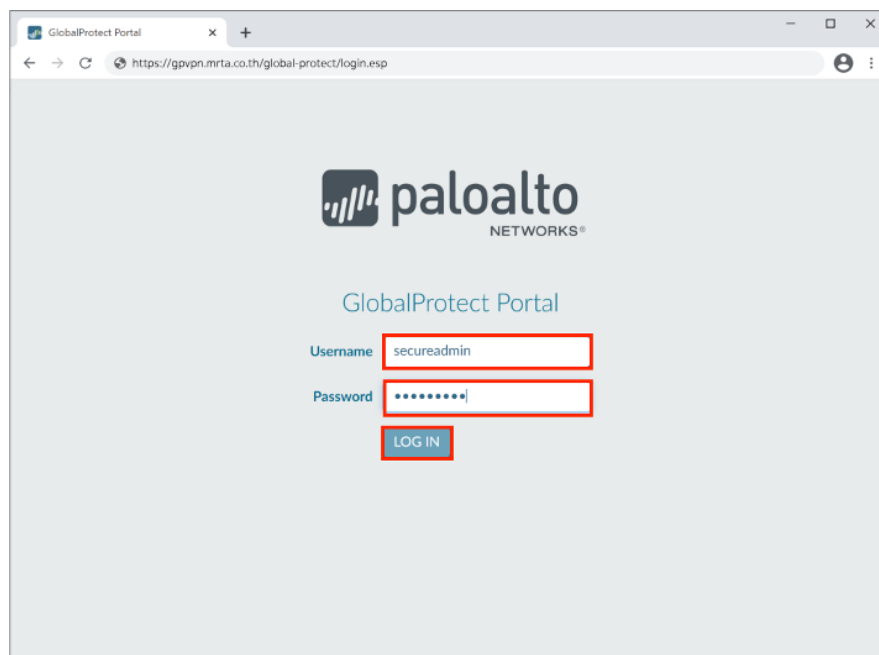 GlobalProtect Portal
https://gpvpn.mrta.co.th/global-protect/login.esp
paloalto
NETWORKS®
GlobalProtect Portal
Username secureadmin
Password •••••••••
LOG IN